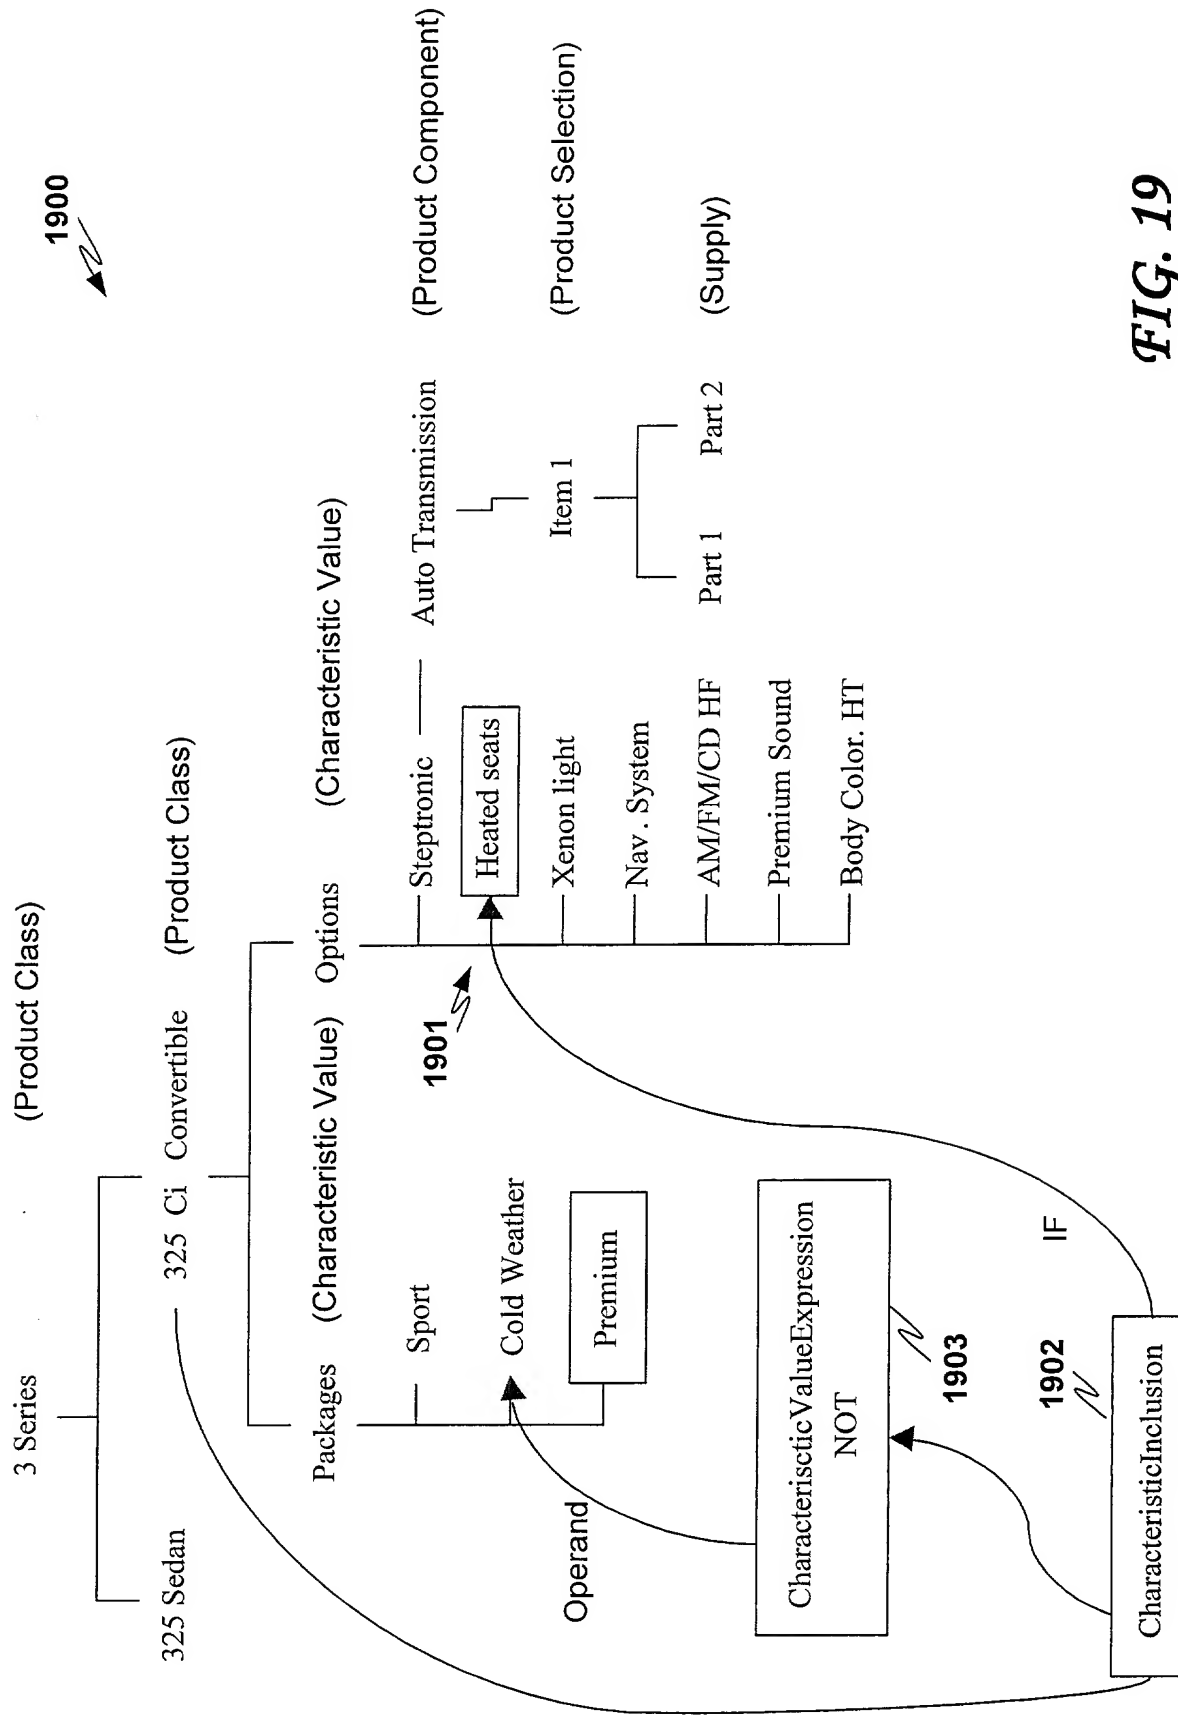 1900
3 Series (Product Class)
325 Sedan 325 Ci Convertible (Product Class)
Packages (Characteristic Value) Options (Characteristic Value)
Sport
Cold Weather
Premium
1901
Steptronic Auto Transmission (Product Component)
Heated seats
Xenon light
Nav. System
AM/FM/CD HF
Premium Sound
Body Color. HT
Item 1 (Product Selection)
Part 1 Part 2 (Supply)
Operand
CharateristicValueExpression
NOT
1903
IF
1902
CharacteristicInclusion
FIG. 19